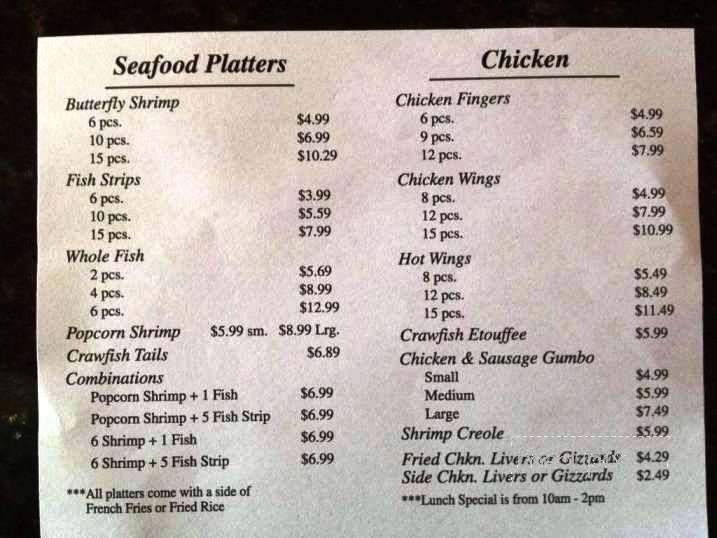 Seafood Platters
Butterfly Shrimp
6 pcs. $4.99
10 pcs. $6.99
15 pcs. $10.29
Fish Strips
6 pcs. $3.99
10 pcs. $5.59
15 pcs. $7.99
Whole Fish
2 pcs. $5.69
4 pcs. $8.99
6 pcs. $12.99
Popcorn Shrimp $5.99 sm. $8.99 Lrg.
Crawfish Tails $6.89
Combinations
Popcorn Shrimp + 1 Fish $6.99
Popcorn Shrimp + 5 Fish Strip $6.99
6 Shrimp + 1 Fish $6.99
6 Shrimp + 5 Fish Strip $6.99
***All platters come with a side of
French Fries or Fried Rice
Chicken
Chicken Fingers
6 pcs. $4.99
9 pcs. $6.59
12 pcs. $7.99
Chicken Wings
8 pcs. $4.99
12 pcs. $7.99
15 pcs. $10.99
Hot Wings
8 pcs. $5.49
12 pcs. $8.49
15 pcs. $11.49
Crawfish Etouffee $5.99
Chicken & Sausage Gumbo
Small $4.99
Medium $5.99
Large $7.49
Shrimp Creole $5.99
Fried Chkn. Livers or Gizzards $4.29
Side Chkn. Livers or Gizzards $2.49
***Lunch Special is from 10am - 2pm